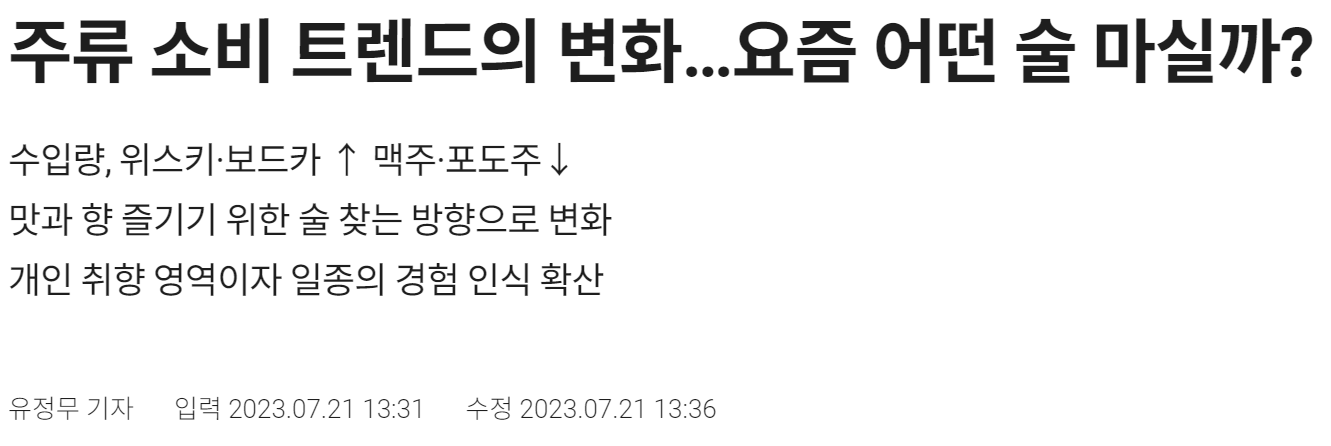 주류 소비 트렌드의 변화...요즘 어떤 술 마실까?
수입량, 위스키·보드카 ↑ 맥주·포도주↓
맛과 향 즐기기 위한 술 찾는 방향으로 변화
개인 취향 영역이자 일종의 경험 인식 확산
유정무 기자 입력 2023.07.21 13:31 수정 2023.07.21 13:36